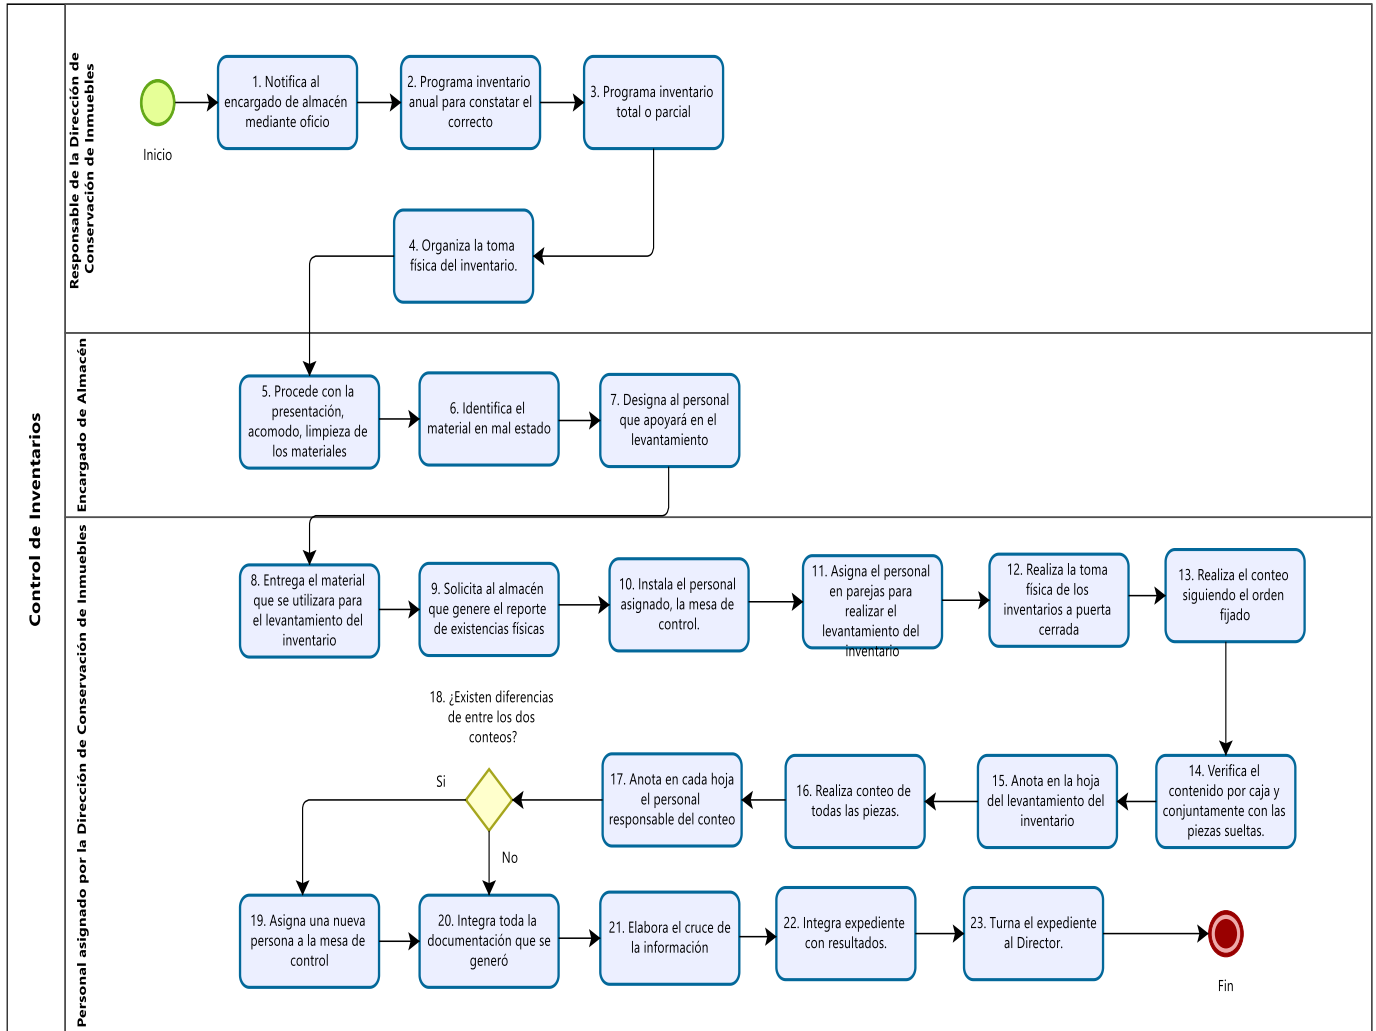 Control de Inventarios
Responsable de la Dirección de
Conservación de Inmuebles
Inicio
1. Notifica al
encargado de almacén
mediante oficio
2. Programa inventario
anual para constatar el
correcto
3. Programa inventario
total o parcial
4. Organiza la toma
física del inventario.
Encargado de Almacén
5. Procede con la
presentación,
acomodo, limpieza de
los materiales
6. Identifica el
material en mal estado
7. Designa al personal
que apoyará en el
levantamiento
Personal asignado por la Dirección de Conservación de Inmuebles
8. Entrega el material
que se utilizara para
el levantamiento del
inventario
9. Solicita al almacén
que genere el reporte
de existencias físicas
10. Instala el personal
asignado, la mesa de
control.
11. Asigna el personal
en parejas para
realizar el
levantamiento del
inventario
12. Realiza la toma
física de los
inventarios a puerta
cerrada
13. Realiza el conteo
siguiendo el orden
fijado
14. Verifica el
contenido por caja y
conjuntamente con las
piezas sueltas.
15. Anota en la hoja
del levantamiento del
inventario
16. Realiza conteo de
todas las piezas.
17. Anota en cada hoja
el personal
responsable del conteo
18. ¿Existen diferencias
de entre los dos
conteos?
Si
No
19. Asigna una nueva
persona a la mesa de
control
20. Integra toda la
documentación que se
generó
21. Elabora el cruce de
la información
22. Integra expediente
con resultados.
23. Turna el expediente
al Director.
Fin